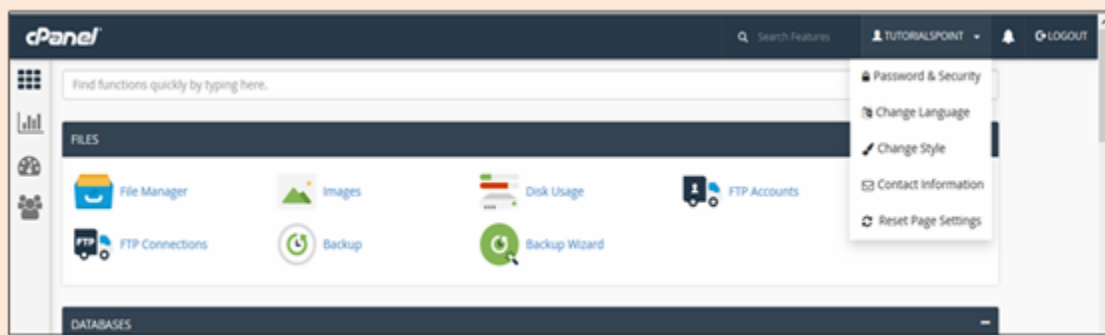 cPanel
Search Features
TUTORIALSPOINT
LOGOUT
Find functions quickly by typing here.
Password & Security
Change Language
Change Style
Contact Information
Reset Page Settings
FILES
File Manager
Images
Disk Usage
FTP Accounts
FTP
FTP Connections
Backup
Backup Wizard
DATABASES